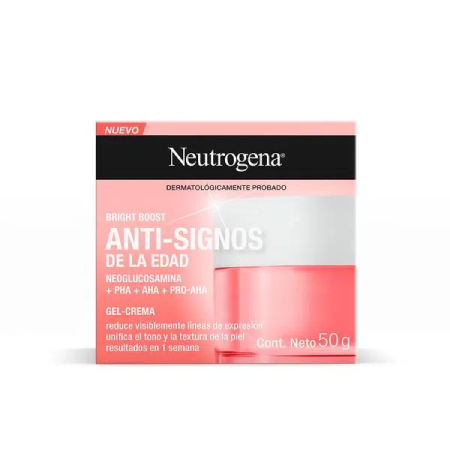 NUEVO
Neutrogena®
DERMATOLÓGICAMENTE PROBADO
BRIGHT BOOST
ANTI-SIGNOS
DE LA EDAD
NEOGLUCOSAMINA
+ PHA + AHA + PRO-AHA
GEL-CREMA
reduce visiblemente líneas de expresión
unifica el tono y la textura de la piel
resultados en 1 semana
Cont. Neto 50 g